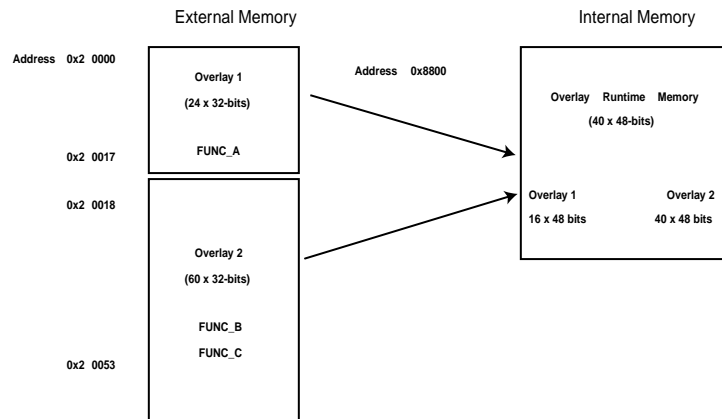 External Memory
Internal Memory
Address 0x2 0000
Overlay 1
(24 x 32-bits)
FUNC_A
0x2 0017
Address 0x8800
Overlay Runtime Memory
(40 x 48-bits)
0x2 0018
Overlay 1
16 x 48 bits
Overlay 2
40 x 48 bits
Overlay 2
(60 x 32-bits)
FUNC_B
FUNC_C
0x2 0053